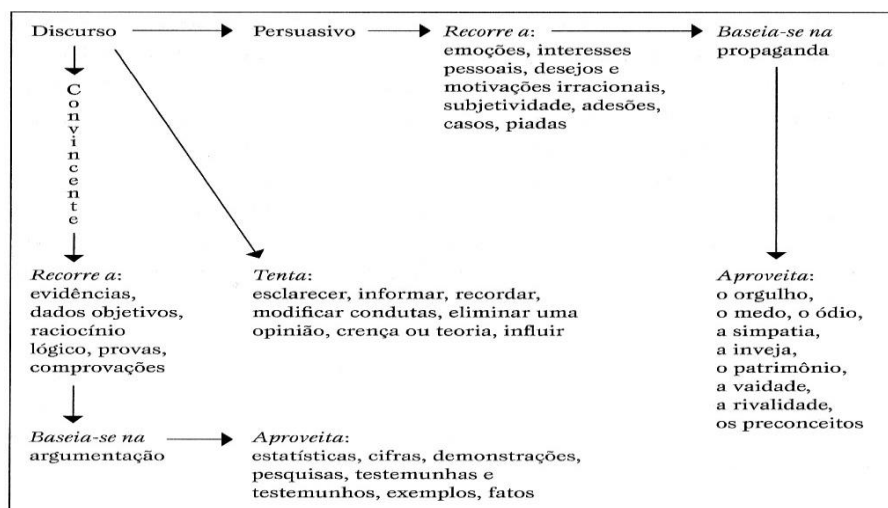 Discurso
Persuasivo
Recorre a:
emoções, interesses
pessoais, desejos e
motivações irracionais,
subjetividade, adesões,
casos, piadas
Baseia-se na
propaganda
Convincente
Recorre a:
evidências,
dados objetivos,
raciocínio
lógico, provas,
comprovações
Tenta:
esclarecer, informar, recordar,
modificar condutas, eliminar uma
opinião, crença ou teoria, influir
Aproveita:
o orgulho,
o medo, o ódio,
a simpatia,
a inveja,
o patrimônio,
a vaidade,
a rivalidade,
os preconceitos
Baseia-se na
argumentação
Aproveita:
estatísticas, cifras, demonstrações,
pesquisas, testemunhas e
testemunhos, exemplos, fatos